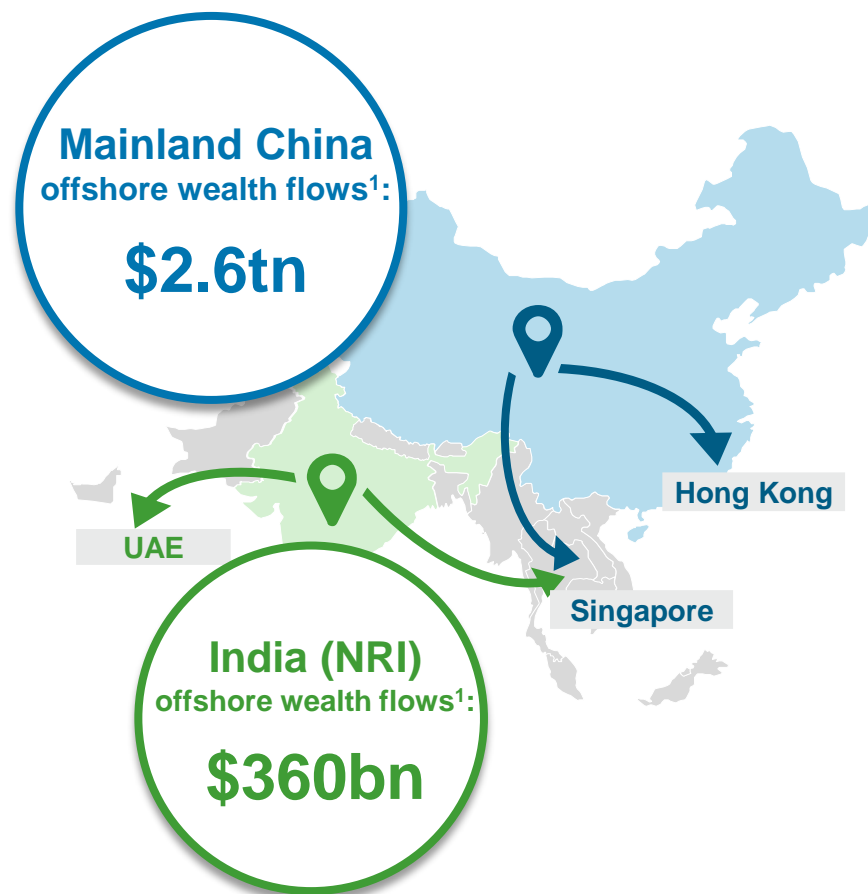 Mainland China
offshore wealth flows¹:
$2.6tn
Hong Kong
UAE
Singapore
India (NRI)
offshore wealth flows¹:
$360bn